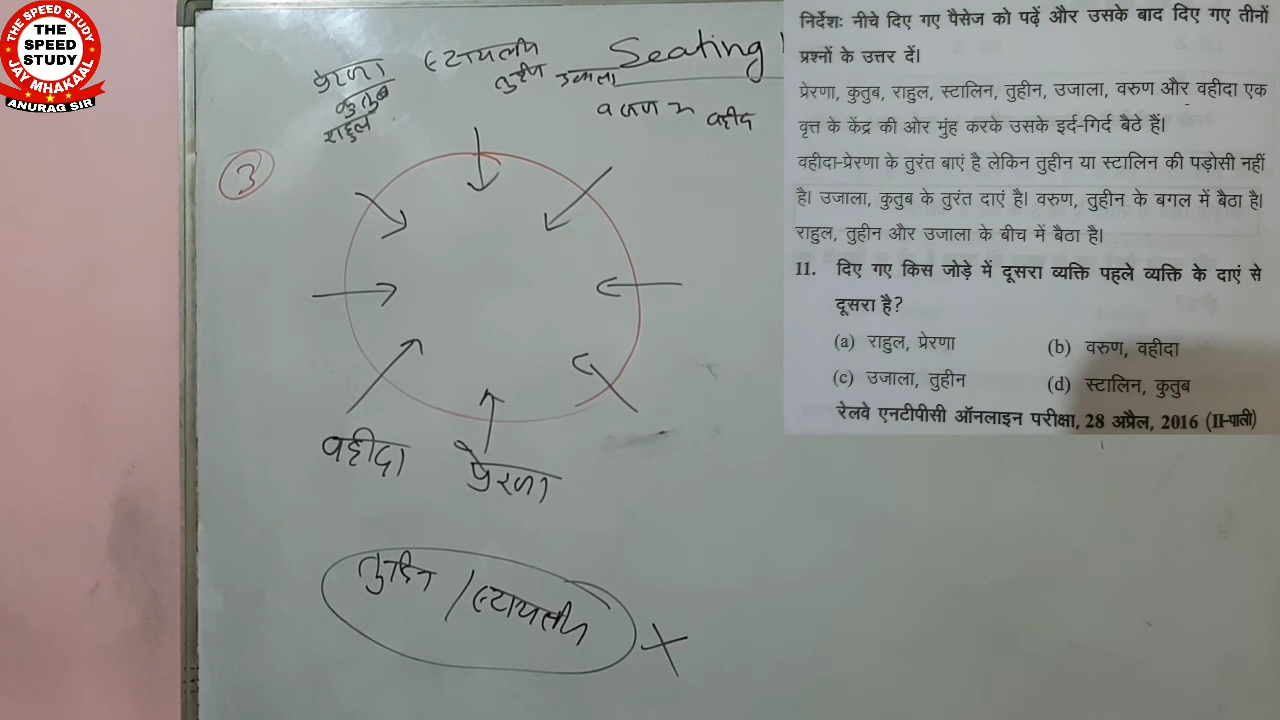 THE SPEED STUDY
THE
SPEED
STUDY
JAY MHAKAAL
ANURAG SIR
प्रेरणा
कुतुब
राहुल
स्टायलीन
तुहीन
उजाला
Seating
वहीद
3
वहीदा
प्रेरणा
तुहिन / स्टायलीन
निर्देशः नीचे दिए गए पैसेज को पढ़ें और उसके बाद दिए गए तीनों
प्रश्नों के उत्तर दें।
प्रेरणा, कुतुब, राहुल, स्टालिन, तुहीन, उजाला, वरुण और वहीदा एक
वृत्त के केंद्र की ओर मुंह करके उसके इर्द-गिर्द बैठे हैं।
वहीदा-प्रेरणा के तुरंत बाएं है लेकिन तुहीन या स्टालिन की पड़ोसी नहीं
है। उजाला, कुतुब के तुरंत दाएं है। वरुण, तुहीन के बगल में बैठा है।
राहुल, तुहीन और उजाला के बीच में बैठा है।
11. दिए गए किस जोड़े में दूसरा व्यक्ति पहले व्यक्ति के दाएं से
दूसरा है?
(a) राहुल, प्रेरणा (b) वरुण, वहीदा
(c) उजाला, तुहीन (d) स्टालिन, कुतुब
रेलवे एनटीपीसी ऑनलाइन परीक्षा, 28 अप्रैल, 2016 (II-पाली)